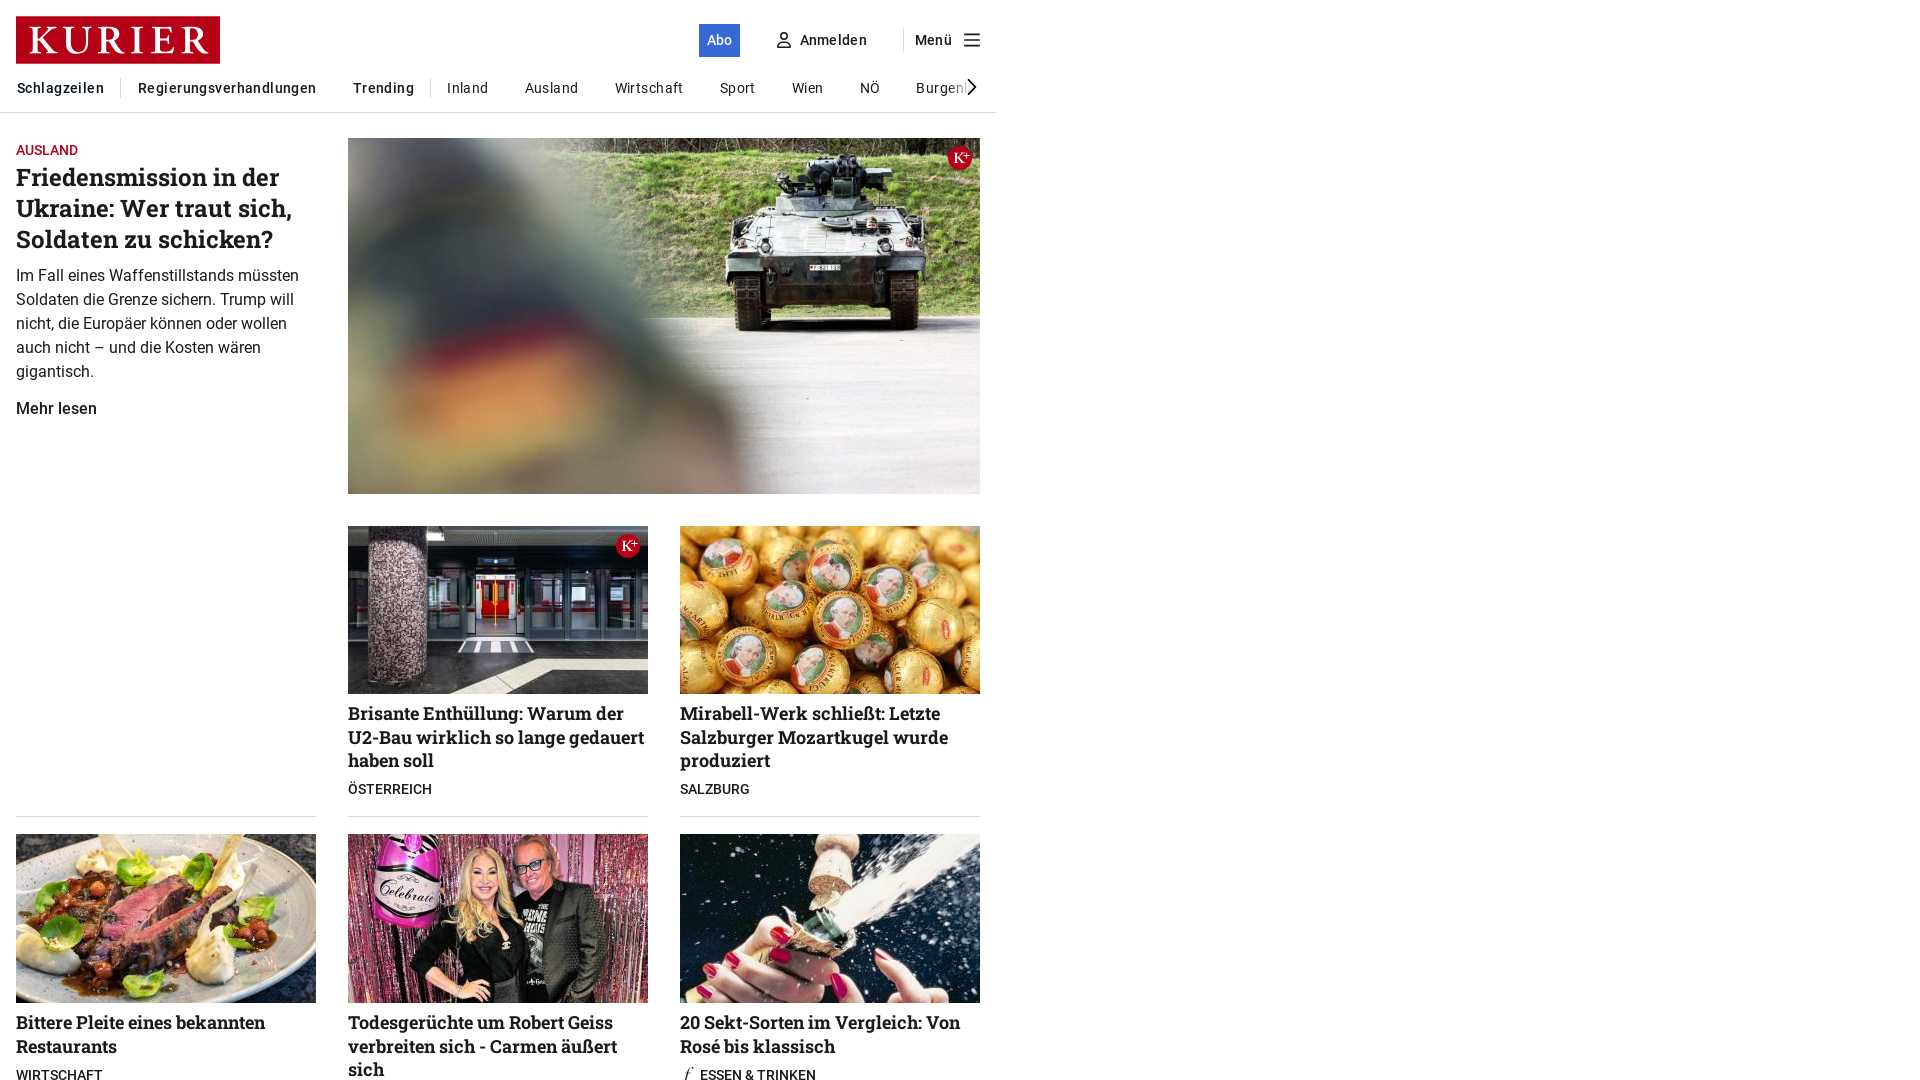 KURIER
Abo
Anmelden
Menü
Schlagzeilen
Regierungsverhandlungen
Trending
Inland
Ausland
Wirtschaft
Sport
Wien
NÖ
AUSLAND
Friedensmission in der
Ukraine: Wer traut sich,
Soldaten zu schicken?
Im Fall eines Waffenstillstands müssten
Soldaten die Grenze sichern. Trump will
nicht, die Europäer können oder wollen
auch nicht – und die Kosten wären
gigantisch.
Mehr lesen
K+
K+
Brisante Enthüllung: Warum der
U2-Bau wirklich so lange gedauert
haben soll
ÖSTERREICH
Mirabell-Werk schließt: Letzte
Salzburger Mozartkugel wurde
produziert
SALZBURG
Bittere Pleite eines bekannten
Restaurants
WIRTSCHAFT
Celebrate
Todesgerüchte um Robert Geiss
verbreiten sich - Carmen äußert
sich
20 Sekt-Sorten im Vergleich: Von
Rosé bis klassisch
f ESSEN & TRINKEN